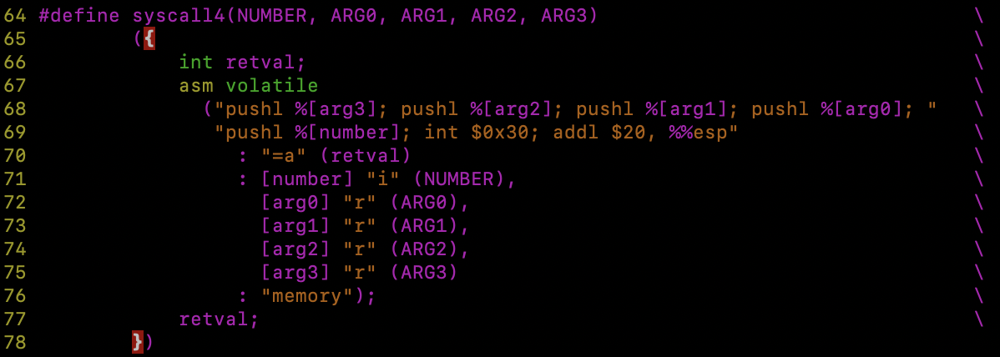 64 #define syscall4(NUMBER, ARG0, ARG1, ARG2, ARG3)                                 \
65         ({                                                                       \
66             int retval;                                                          \
67             asm volatile                                                         \
68               ("pushl %[arg3]; pushl %[arg2]; pushl %[arg1]; pushl %[arg0]; "    \
69                "pushl %[number]; int $0x30; addl $20, %%esp"                     \
70                  : "=a" (retval)                                                \
71                  : [number] "i" (NUMBER),                                       \
72                    [arg0] "r" (ARG0),                                           \
73                    [arg1] "r" (ARG1),                                           \
74                    [arg2] "r" (ARG2),                                           \
75                    [arg3] "r" (ARG3)                                            \
76                  : "memory");                                                   \
77             retval;                                                              \
78         })